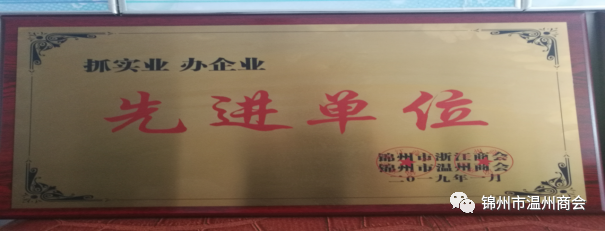 抓实业 办企业
先进单位
锦州市浙江商会
锦州市温州商会
二０一九年一月
锦州市温州商会